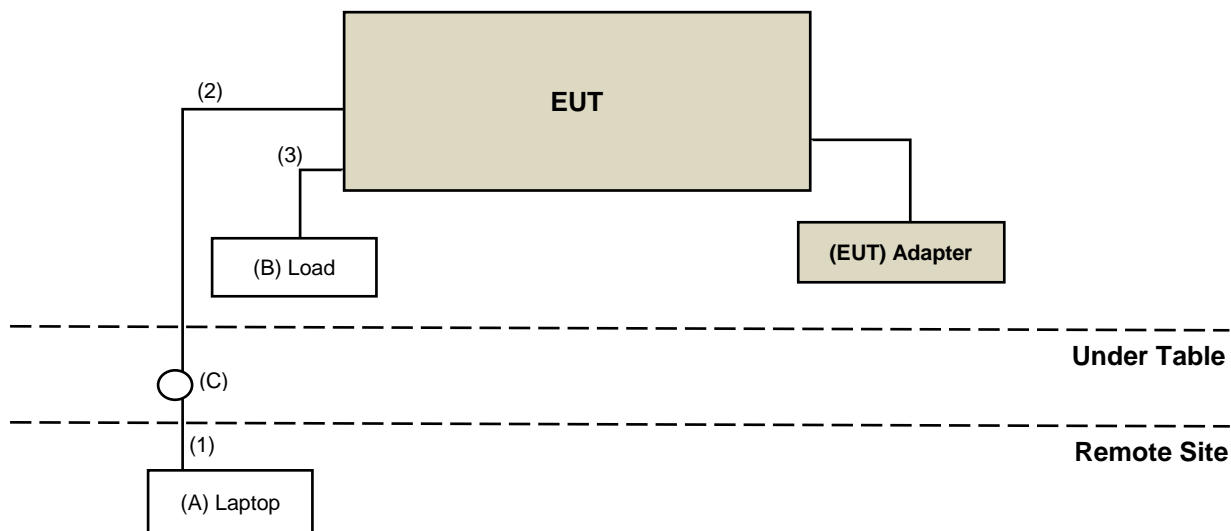 EUT
(2)
(3)
(B) Load
(EUT) Adapter
Under Table
(C)
(1)
Remote Site
(A) Laptop